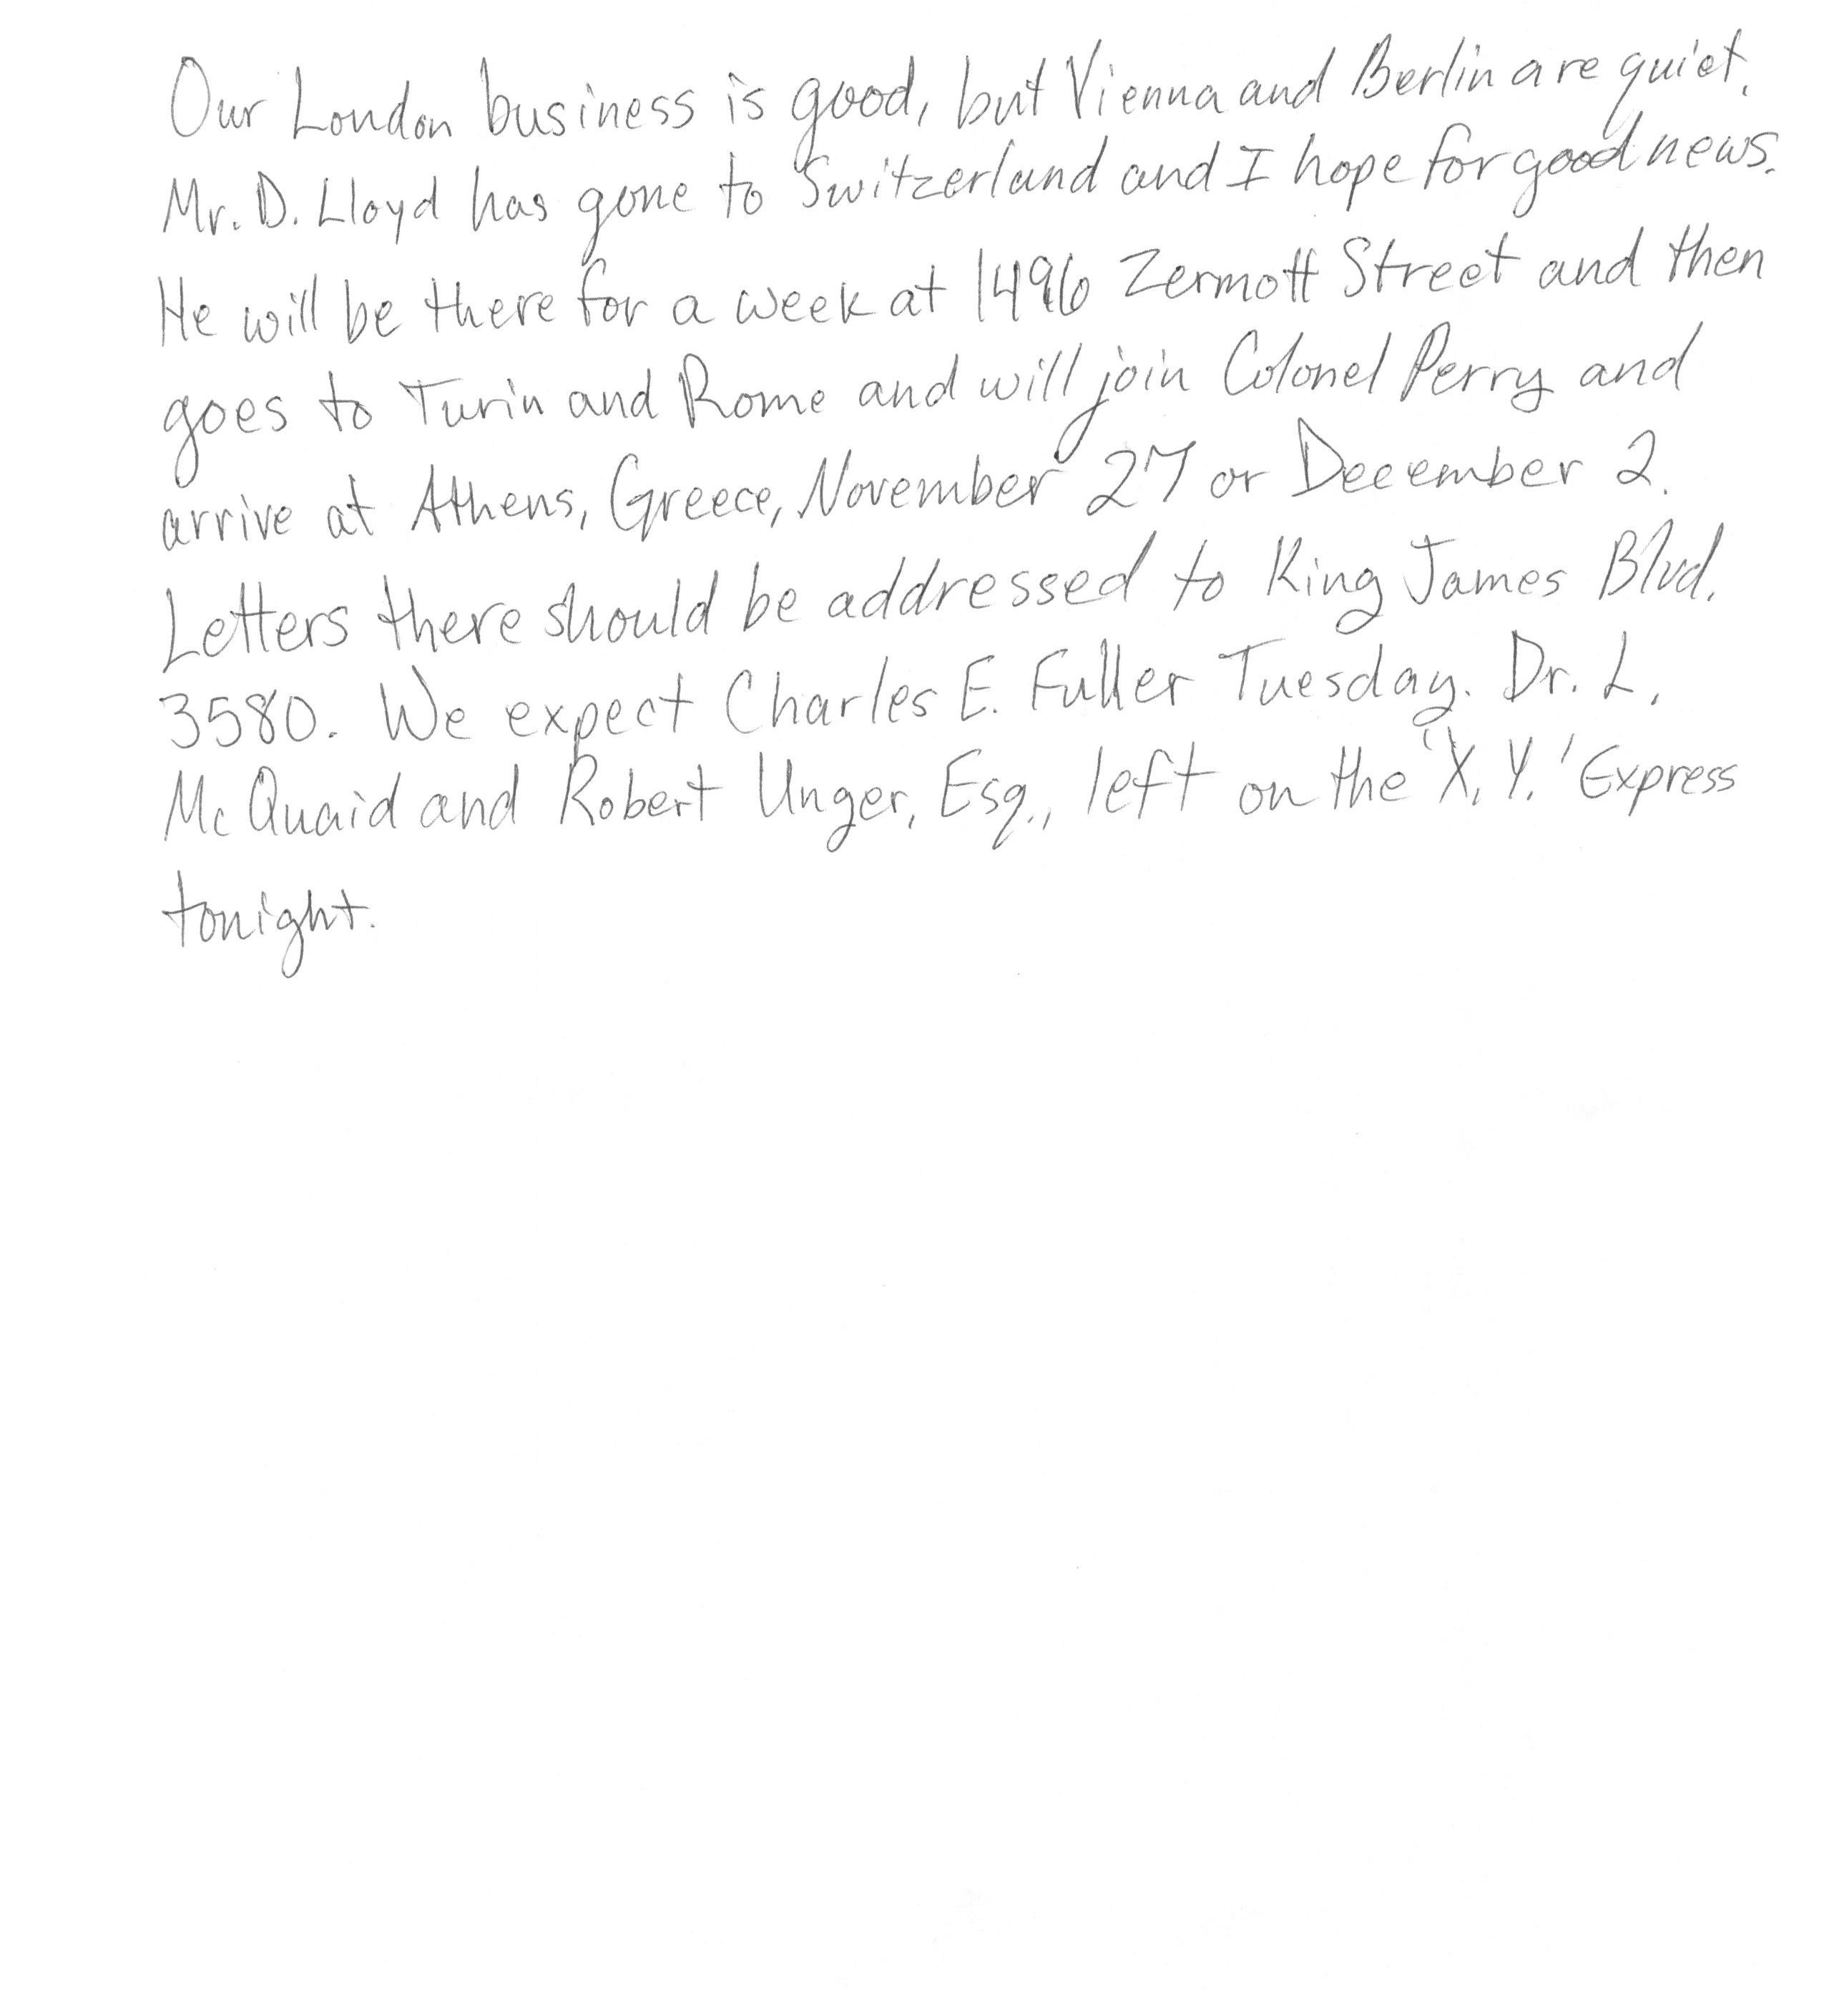 Our London business is good, but Vienna and Berlin are quiet.
Mr. D. Lloyd has gone to Switzerland and I hope for good news.
He will be there for a week at 1496 Zermott Street and then
goes to Turin and Rome and will join Colonel Perry and
arrive at Athens, Greece, November 27 or December 2.
Letters there should be addressed to King James Blvd.
3580. We expect Charles E. Fuller Tuesday. Dr. L.
McQuaid and Robert Unger, Esq., left on the 'X.Y.' Express
tonight.